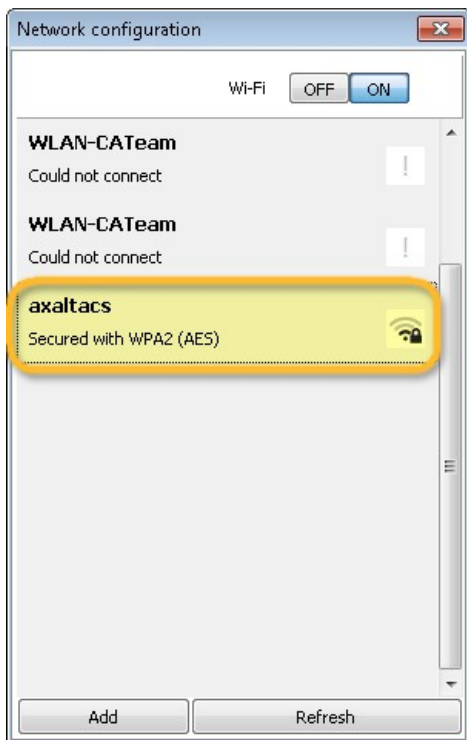 Network configuration
Wi-Fi OFF ON
WLAN-CATeam
Could not connect
WLAN-CATeam
Could not connect
axaltacs
Secured with WPA2 (AES)
Add Refresh